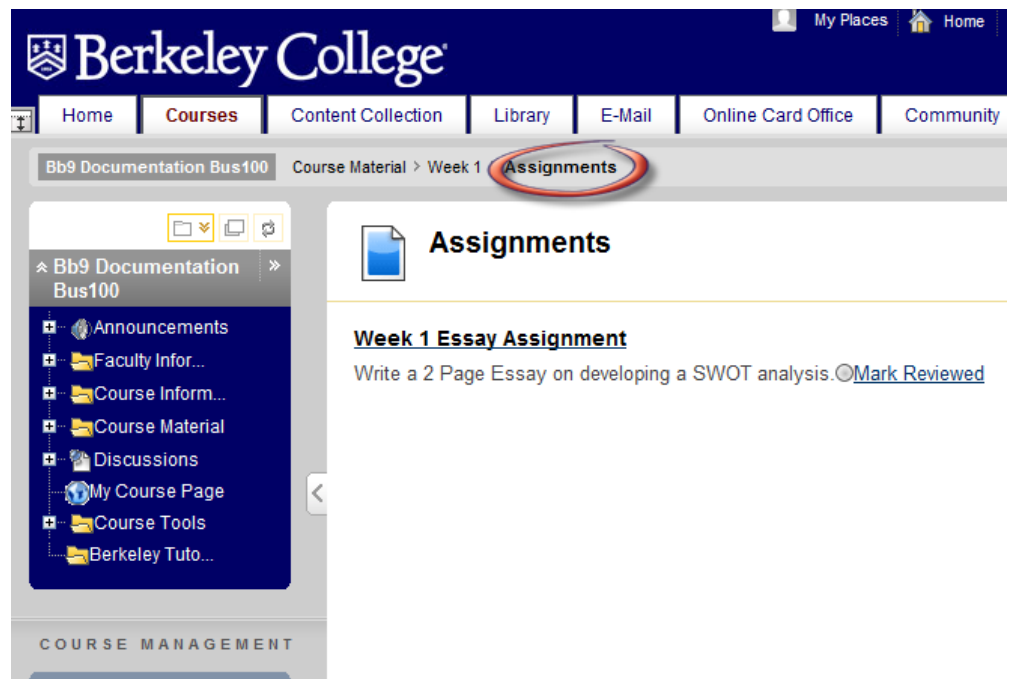 My Places Home
Berkeley College
Home Courses Content Collection Library E-Mail Online Card Office Community
Bb9 Documentation Bus100 Course Material > Week 1 Assignments
Assignments
Bb9 Documentation
Bus100
Announcements
Faculty Infor...
Course Inform...
Course Material
Discussions
My Course Page
Course Tools
Berkeley Tuto...
Week 1 Essay Assignment
Write a 2 Page Essay on developing a SWOT analysis. Mark Reviewed
COURSE MANAGEMENT